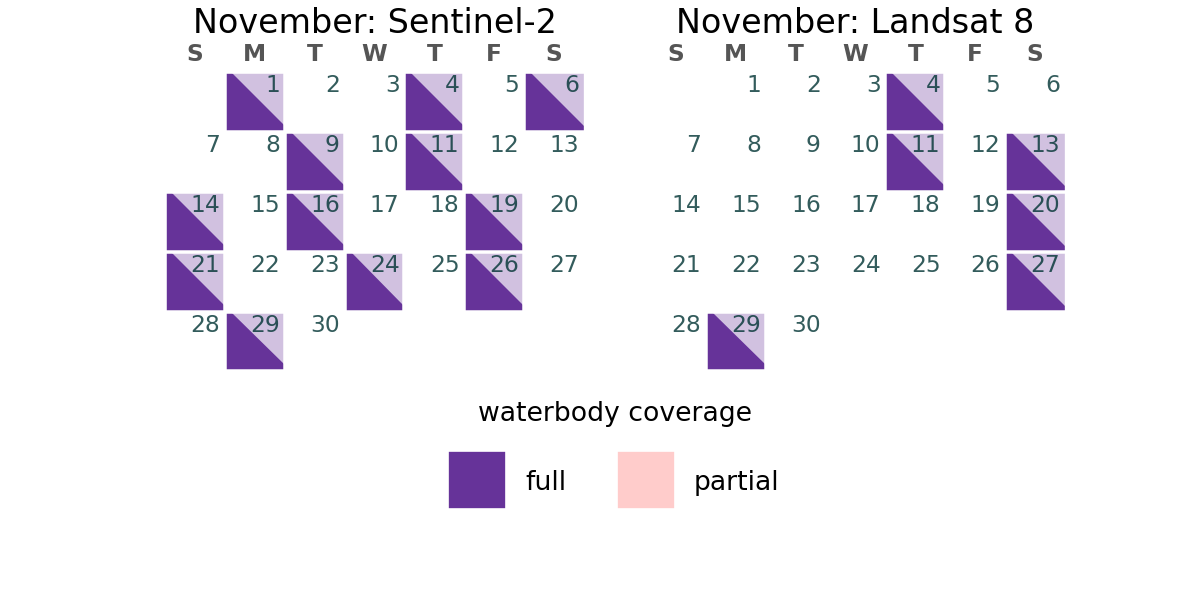 November: Sentinel-2
S M T W T F S
1 2 3 4 5 6
7 8 9 10 11 12 13
14 15 16 17 18 19 20
21 22 23 24 25 26 27
28 29 30
November: Landsat 8
S M T W T F S
1 2 3 4 5 6
7 8 9 10 11 12 13
14 15 16 17 18 19 20
21 22 23 24 25 26 27
28 29 30
waterbody coverage
full partial